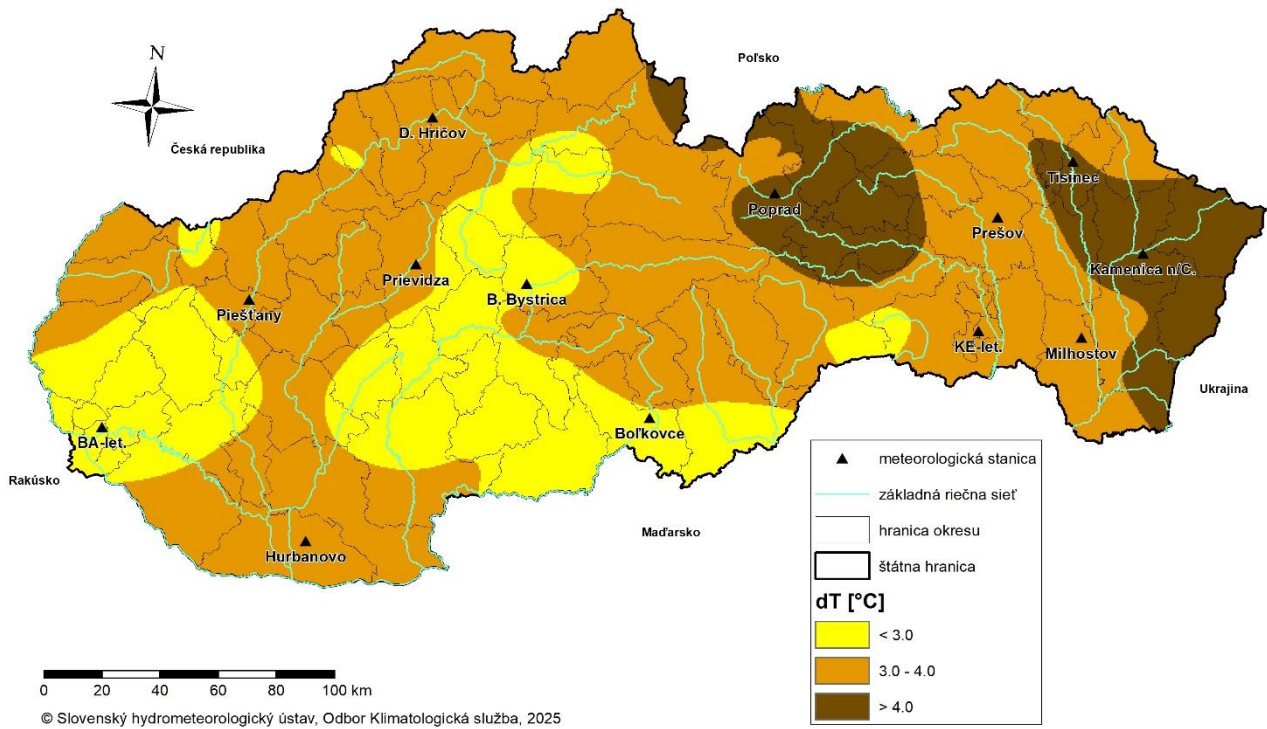 N
Poľsko
Česká republika
D. Hričov
Tisinec
Poprad
Prešov
Kamenica n/C.
Prievidza
B. Bystrica
Piešťany
KE-let.
Milhostov
Ukrajina
Boľkovce
BA-let.
Rakúsko
Maďarsko
Hurbanovo
meteorologická stanica
základná riečna sieť
hranica okresu
štátna hranica
dT [°C]
< 3.0
3.0 - 4.0
> 4.0
0 20 40 60 80 100 km
© Slovenský hydrometeorologický ústav, Odbor Klimatologická služba, 2025